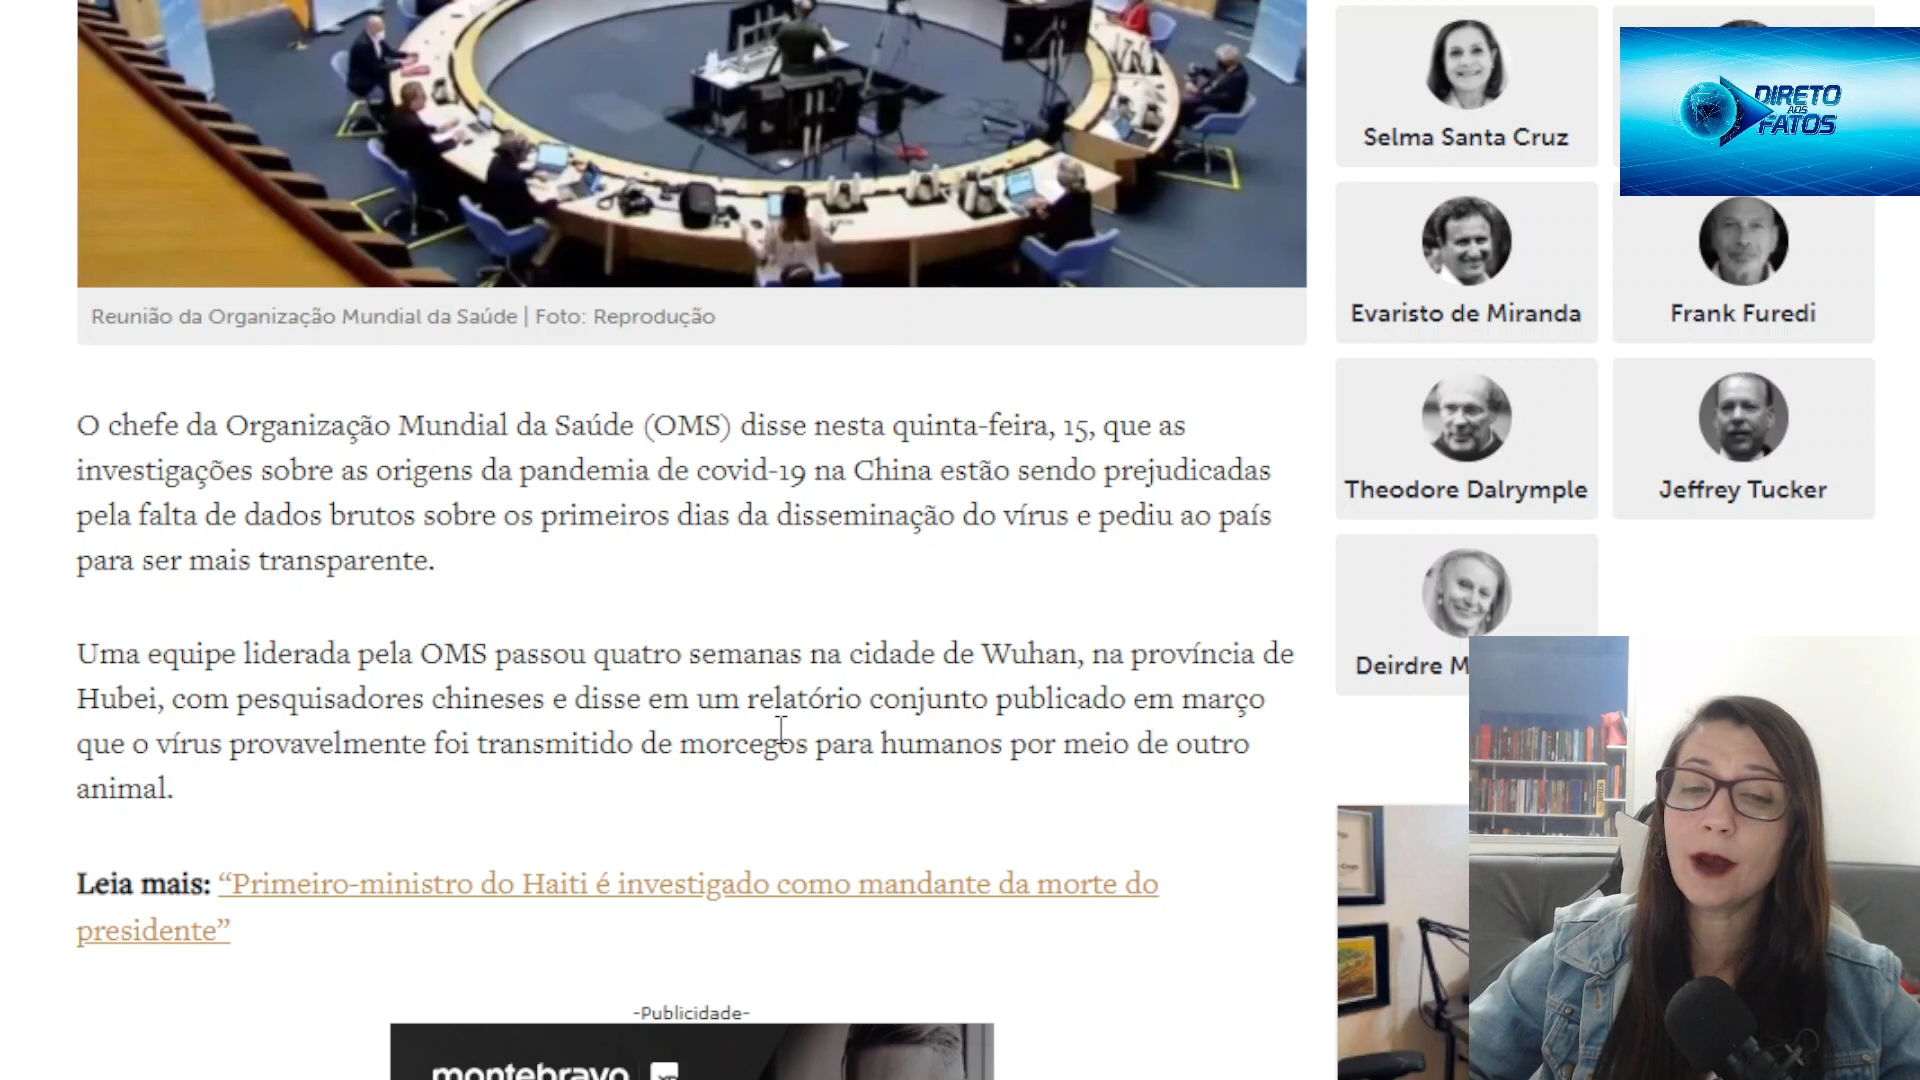 Reunião da Organização Mundial da Saúde | Foto: Reprodução
O chefe da Organização Mundial da Saúde (OMS) disse nesta quinta-feira, 15, que as
investigações sobre as origens da pandemia de covid-19 na China estão sendo prejudicadas
pela falta de dados brutos sobre os primeiros dias da disseminação do vírus e pediu ao país
para ser mais transparente.
Uma equipe liderada pela OMS passou quatro semanas na cidade de Wuhan, na província de
Hubei, com pesquisadores chineses e disse em um relatório conjunto publicado em março
que o vírus provavelmente foi transmitido de morcegos para humanos por meio de outro
animal.
Leia mais: “Primeiro-ministro do Haiti é investigado como mandante da morte do
presidente”
-Publicidade-
montebravo
Selma Santa Cruz
DIRETO
AOS
FATOS
Evaristo de Miranda
Frank Furedi
Theodore Dalrymple
Jeffrey Tucker
Deirdre